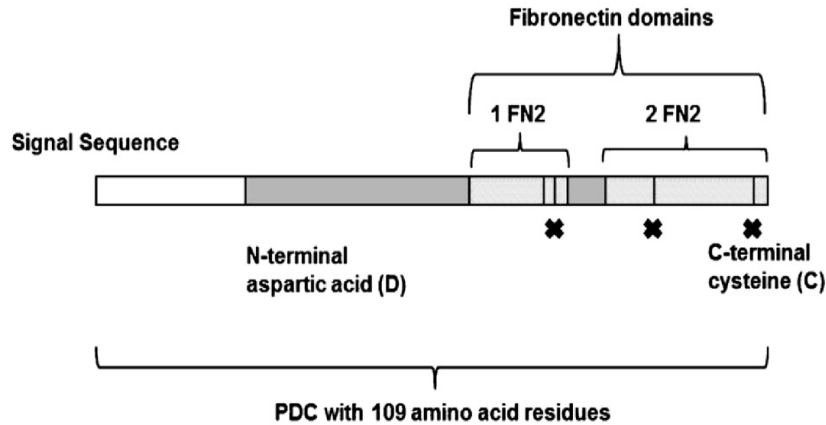 Fibronectin domains
1 FN2
2 FN2
Signal Sequence
N-terminal
aspartic acid (D)
C-terminal
cysteine (C)
PDC with 109 amino acid residues